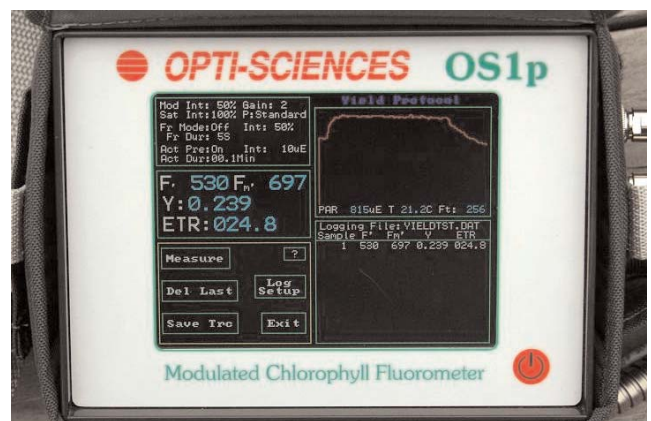 OPTI-SCIENCES OS1p
Mod Int: 50% Gain: 2
Sat Int:100% P:Standard
Fr Mode:Off Int: 50%
Fr Dur: 5S
Act Pre:On Int: 10uE
Act Dur:00.1Min
F' 530 Fm' 697
Y: 0.239
ETR: 024.8
Measure ?
Del Last Log Setup
Save Trc Exit
Yield Protocol
PAR 815uE T 21.2C Ft: 256
Logging File:YIELDTST.DAT
Sample F' Fm' Y ETR
1 530 697 0.239 024.8
Modulated Chlorophyll Fluorometer